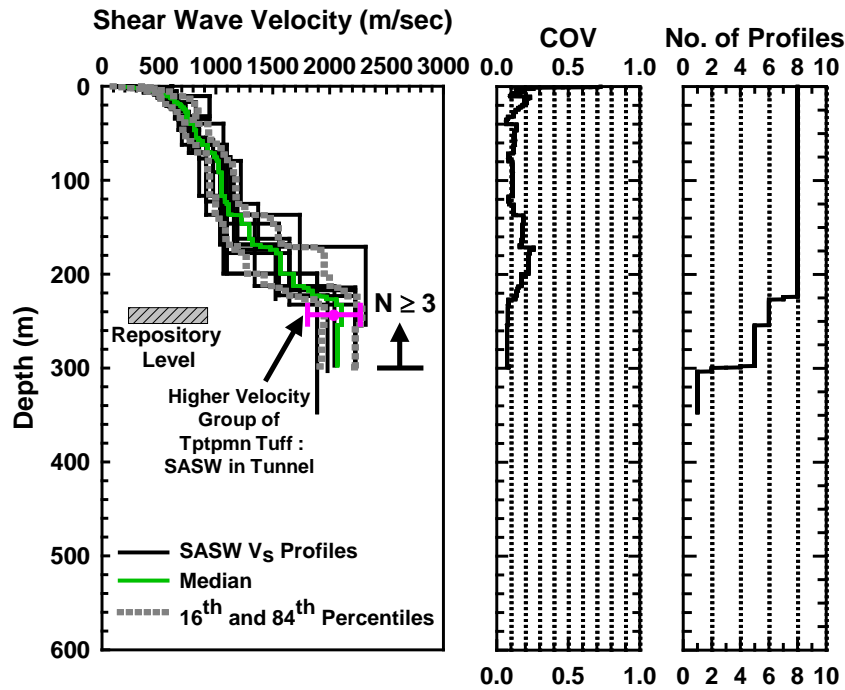 Shear Wave Velocity (m/sec)
COV
No. of Profiles
0 500 1000 1500 2000 2500 3000
0.0 0.5 1.0
0 2 4 6 8 10
Depth (m)
0
100
200
300
400
500
600
N ≥ 3
Repository
Level
Higher Velocity
Group of
Tptpmn Tuff :
SASW in Tunnel
SASW Vs Profiles
Median
16th and 84th Percentiles
0.0 0.5 1.0
0 2 4 6 8 10